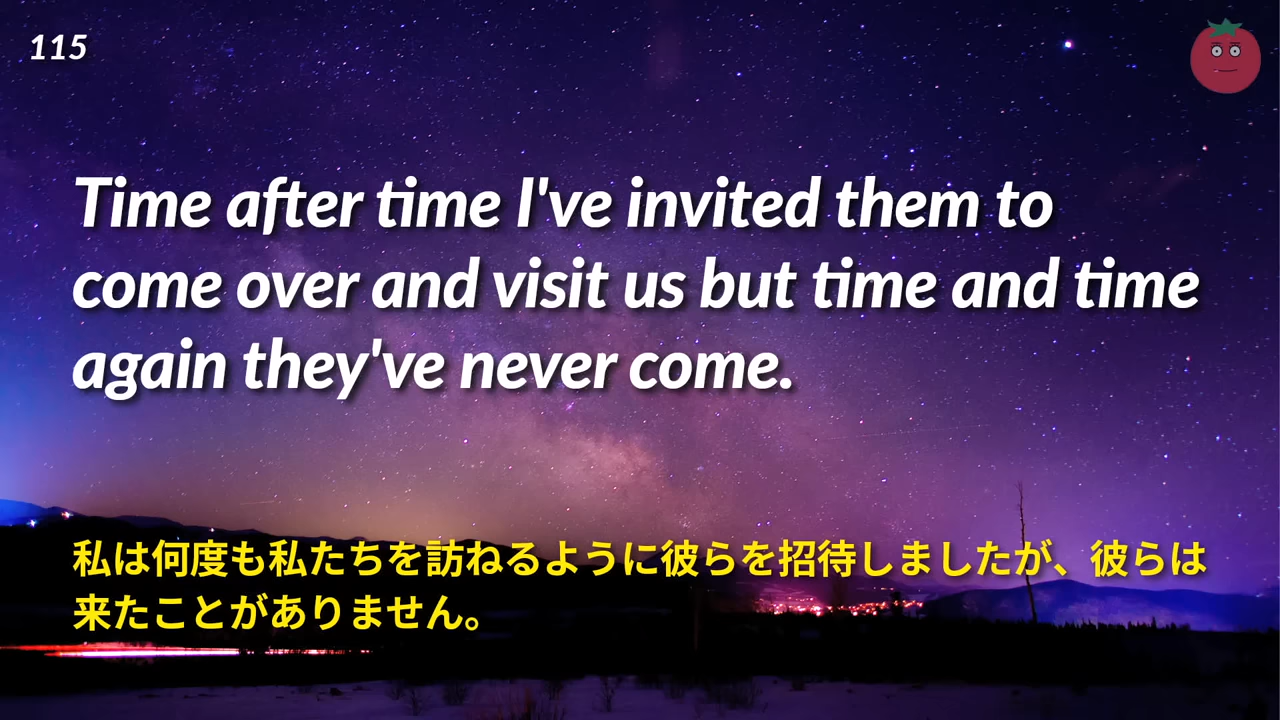 115
Time after time I've invited them to
come over and visit us but time and time
again they've never come.
私は何度も私たちを訪ねるように彼らを招待しましたが、彼らは
来たことがありません。